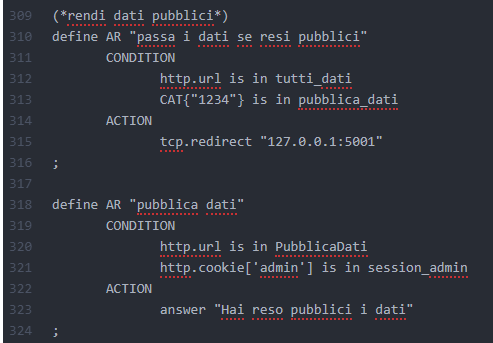 309 (*rendi dati pubblici*)
310 define AR "passa i dati se resi pubblici"
311 CONDITION
312 http.url is in tutti_dati
313 CAT{"1234"} is in pubblica_dati
314 ACTION
315 tcp.redirect "127.0.0.1:5001"
316 ;
317
318 define AR "pubblica dati"
319 CONDITION
320 http.url is in PubblicaDati
321 http.cookie['admin'] is in session_admin
322 ACTION
323 answer "Hai reso pubblici i dati"
324 ;